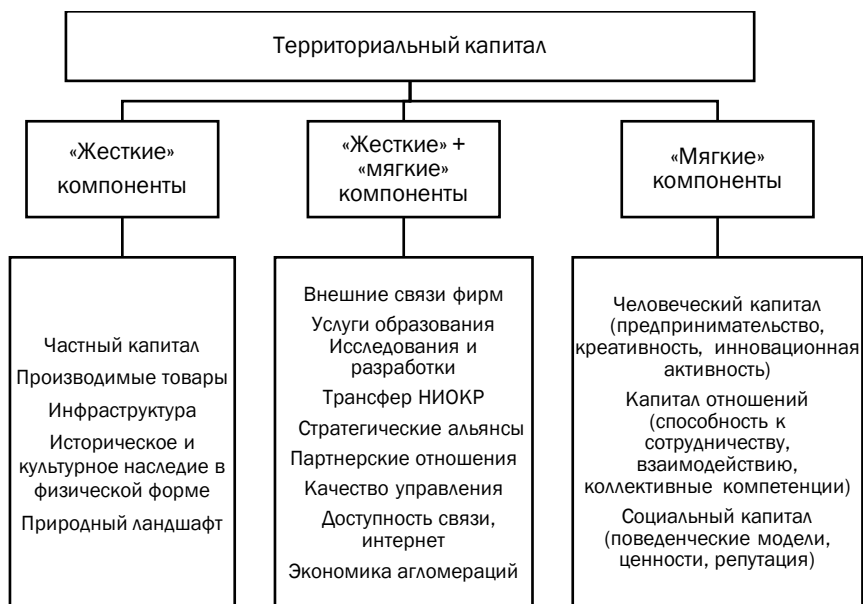 Территориальный капитал
«Жесткие»
компоненты
«Жесткие» +
«мягкие»
компоненты
«Мягкие»
компоненты
Частный капитал
Производимые товары
Инфраструктура
Историческое и
культурное наследие в
физической форме
Природный ландшафт
Внешние связи фирм
Услуги образования
Исследования и
разработки
Трансфер НИОКР
Стратегические альянсы
Партнерские отношения
Качество управления
Доступность связи,
интернет
Экономика агломераций
Человеческий капитал
(предпринимательство,
креативность, инновационная
активность)
Капитал отношений
(способность к
сотрудничеству,
взаимодействию,
коллективные компетенции)
Социальный капитал
(поведенческие модели,
ценности, репутация)